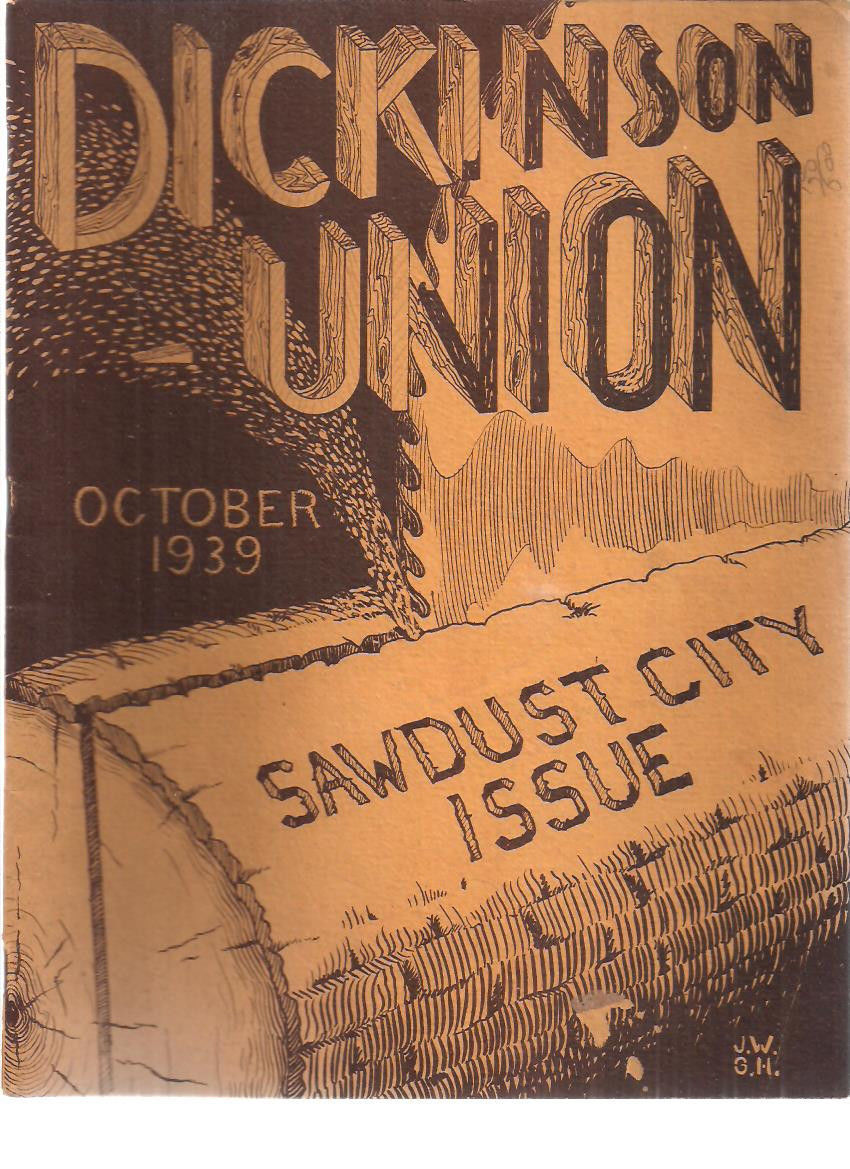 DICKINSON
UNION
OCTOBER
1939
SAWDUST CITY
ISSUE
J.W.
S.H.